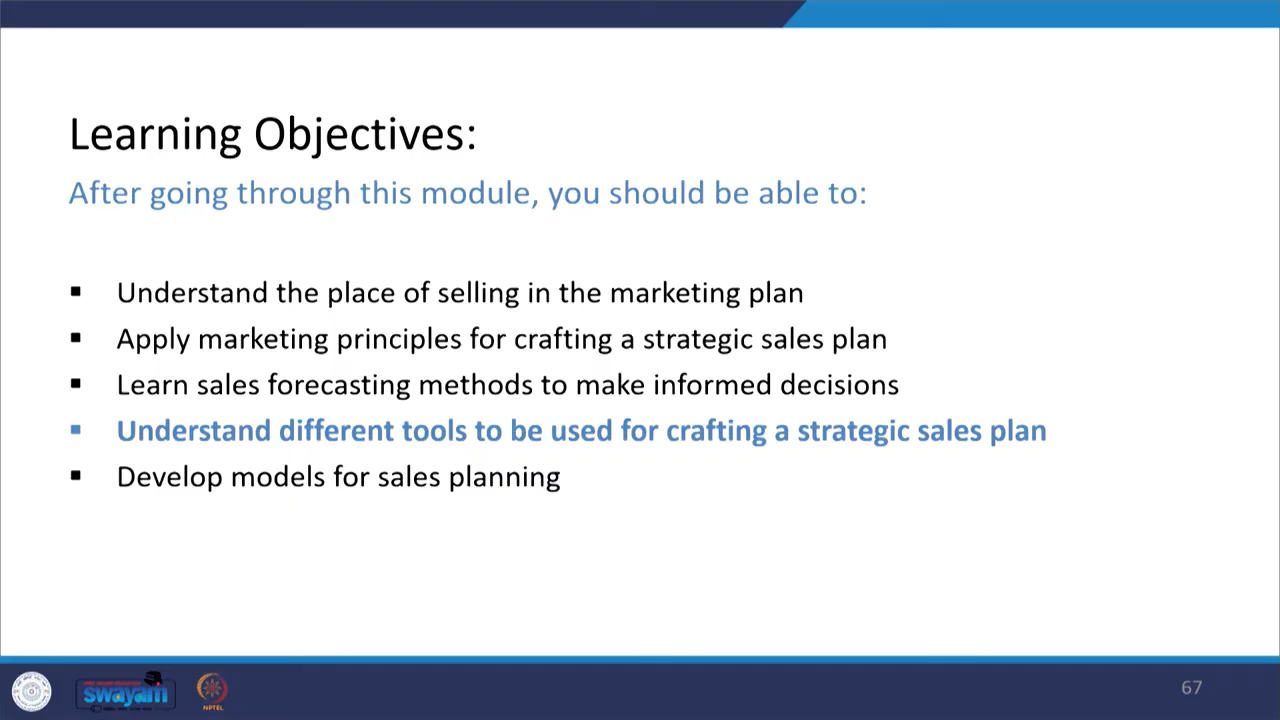 Learning Objectives:
After going through this module, you should be able to:
▪ Understand the place of selling in the marketing plan
▪ Apply marketing principles for crafting a strategic sales plan
▪ Learn sales forecasting methods to make informed decisions
▪ Understand different tools to be used for crafting a strategic sales plan
▪ Develop models for sales planning
swayam
NPTEL
67